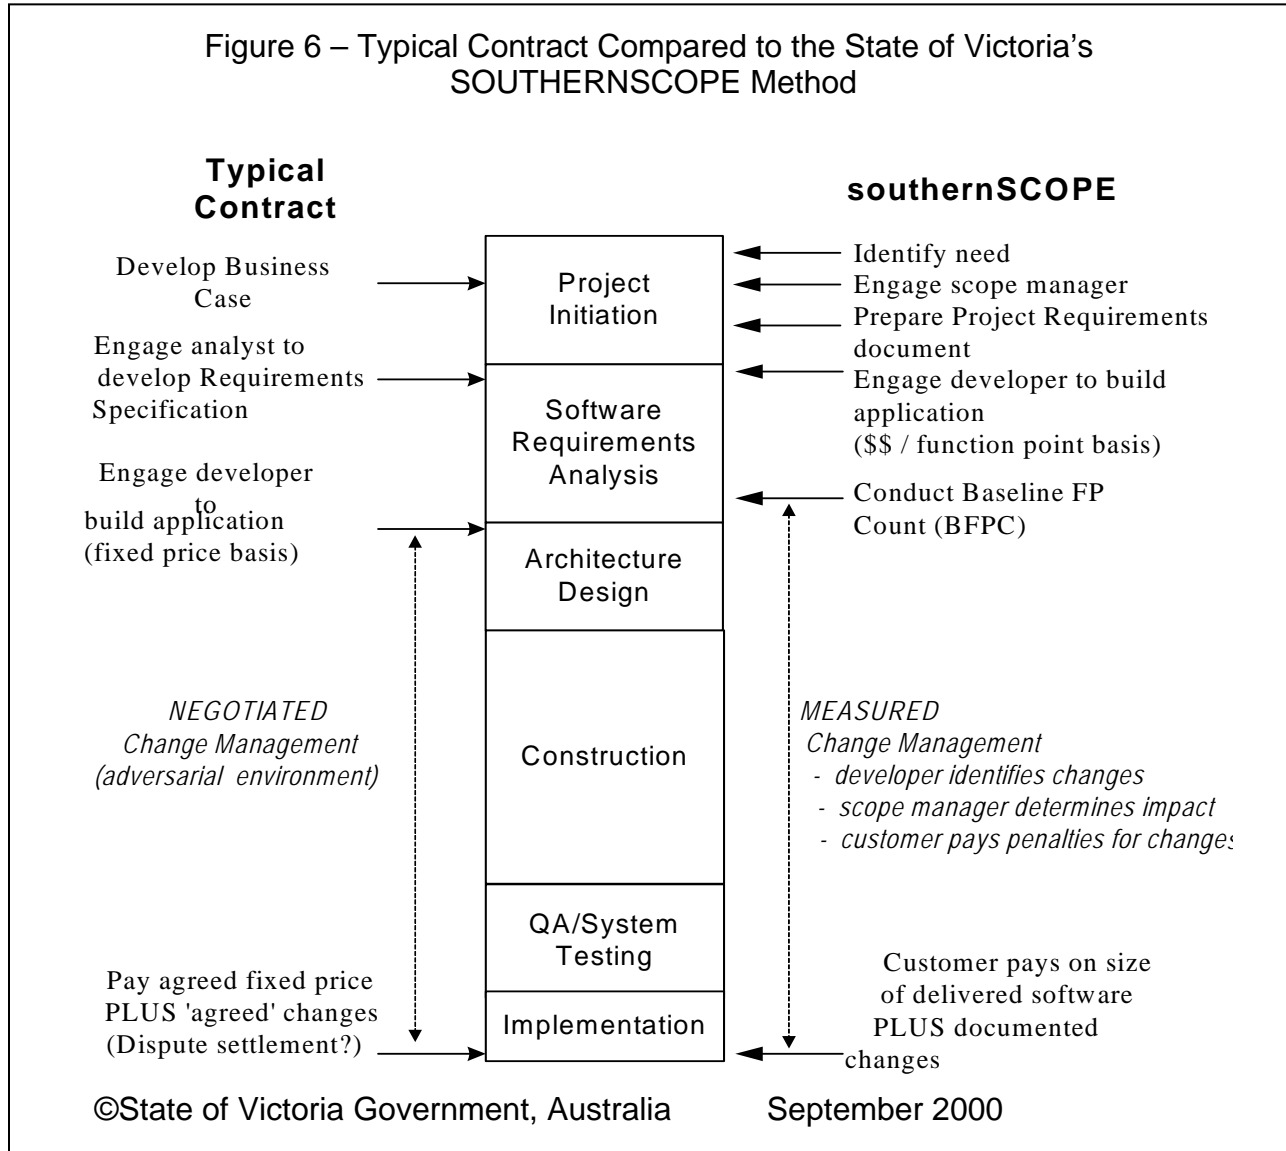 Figure 6 – Typical Contract Compared to the State of Victoria's
SOUTHERNSCOPE Method
Typical
Contract
Develop Business
Case
Engage analyst to
develop Requirements
Specification
Engage developer
to
build application
(fixed price basis)
NEGOTIATED
Change Management
(adversarial environment)
Pay agreed fixed price
PLUS 'agreed' changes
(Dispute settlement?)
Project
Initiation
Software
Requirements
Analysis
Architecture
Design
Construction
QA/System
Testing
Implementation
southernSCOPE
Identify need
Engage scope manager
Prepare Project Requirements
document
Engage developer to build
application
($$ / function point basis)
Conduct Baseline FP
Count (BFPC)
MEASURED
Change Management
- developer identifies changes
- scope manager determines impact
- customer pays penalties for changes
Customer pays on size
of delivered software
PLUS documented
changes
©State of Victoria Government, Australia September 2000